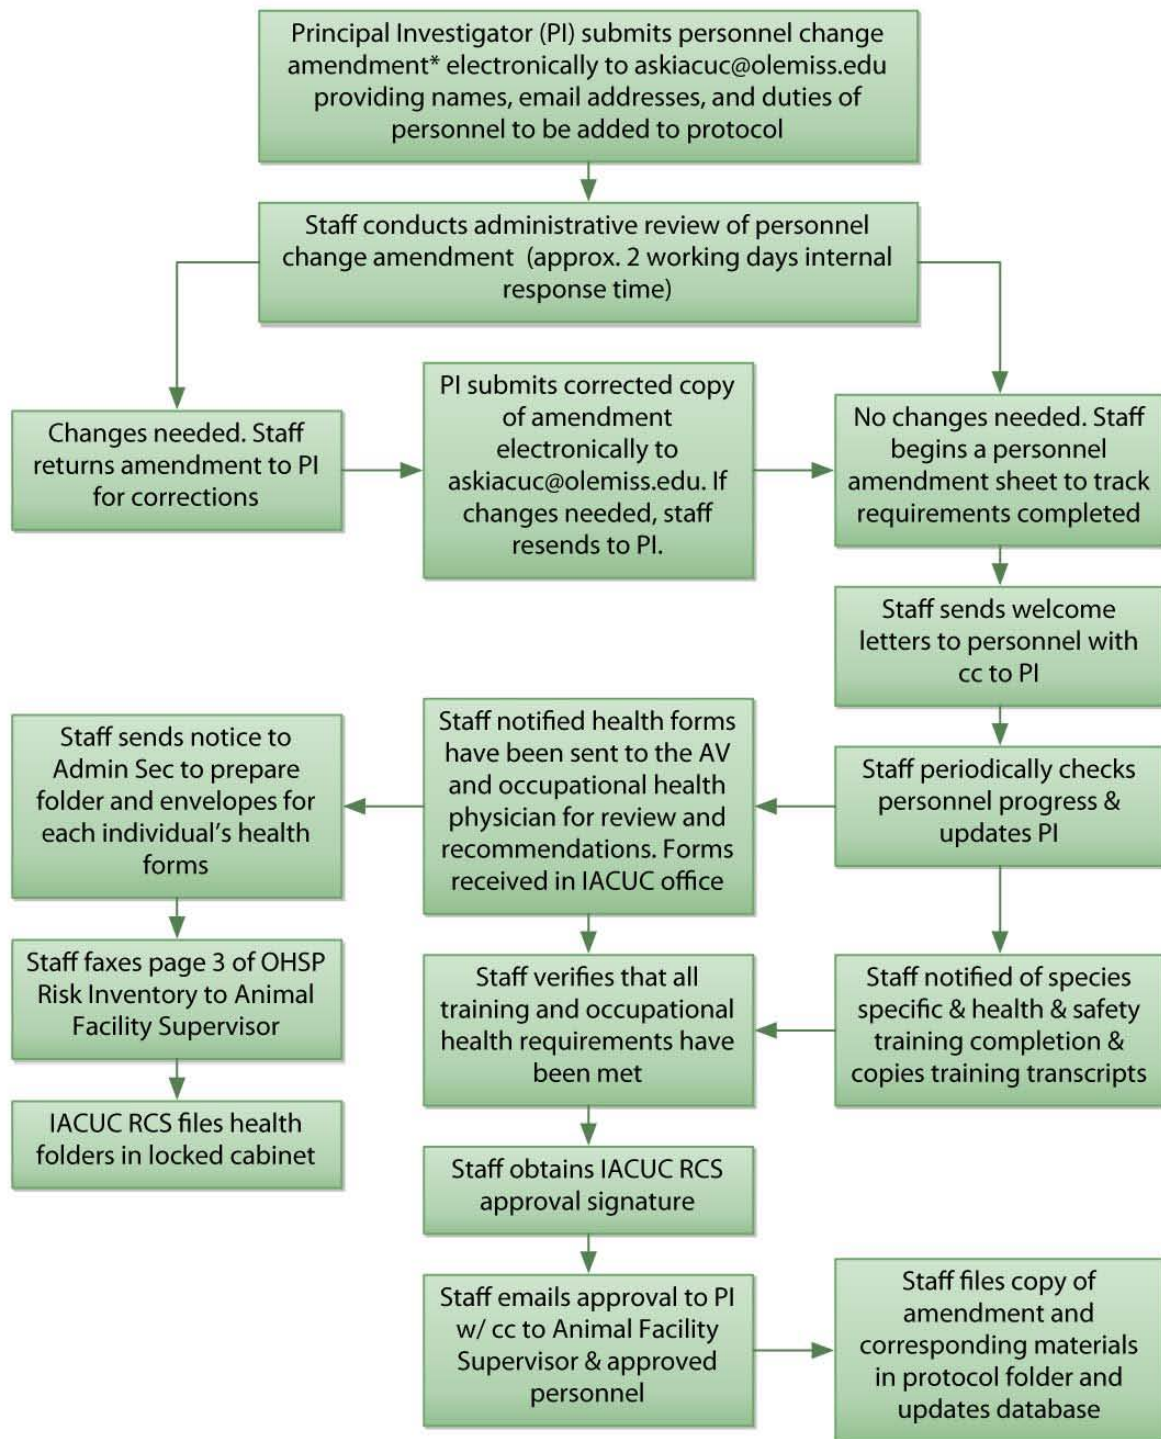 Principal Investigator (PI) submits personnel change
amendment* electronically to askiacuc@olemiss.edu
providing names, email addresses, and duties of
personnel to be added to protocol
Staff conducts administrative review of personnel
change amendment (approx. 2 working days internal
response time)
Changes needed. Staff
returns amendment to PI
for corrections
PI submits corrected copy
of amendment
electronically to
askiacuc@olemiss.edu. If
changes needed, staff
resends to PI.
No changes needed. Staff
begins a personnel
amendment sheet to track
requirements completed
Staff sends welcome
letters to personnel with
cc to PI
Staff periodically checks
personnel progress &
updates PI
Staff notified health forms
have been sent to the AV
and occupational health
physician for review and
recommendations. Forms
received in IACUC office
Staff sends notice to
Admin Sec to prepare
folder and envelopes for
each individual’s health
forms
Staff faxes page 3 of OHSP
Risk Inventory to Animal
Facility Supervisor
IACUC RCS files health
folders in locked cabinet
Staff notified of species
specific & health & safety
training completion &
copies training transcripts
Staff verifies that all
training and occupational
health requirements have
been met
Staff obtains IACUC RCS
approval signature
Staff emails approval to PI
w/ cc to Animal Facility
Supervisor & approved
personnel
Staff files copy of
amendment and
corresponding materials
in protocol folder and
updates database